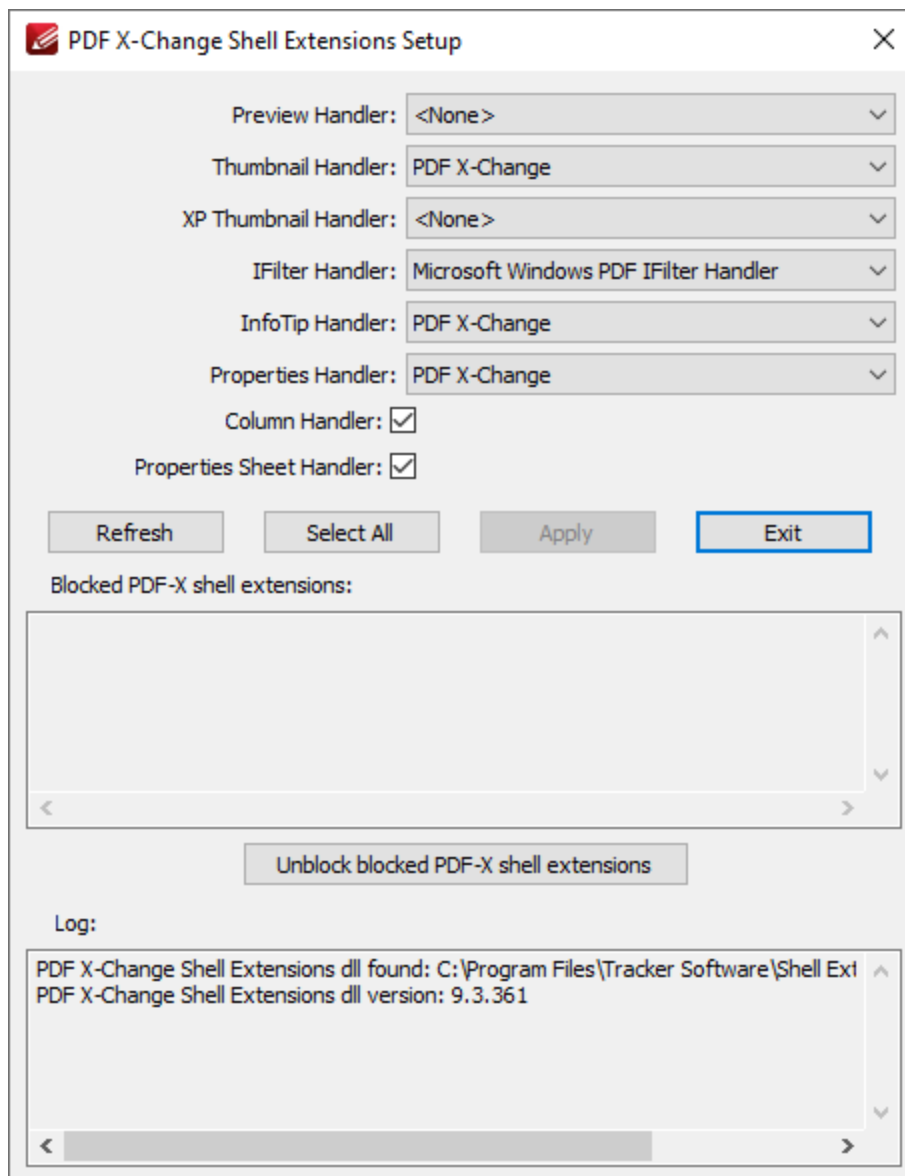 PDF X-Change Shell Extensions Setup
Preview Handler: <None>
Thumbnail Handler: PDF X-Change
XP Thumbnail Handler: <None>
IFilter Handler: Microsoft Windows PDF IFilter Handler
InfoTip Handler: PDF X-Change
Properties Handler: PDF X-Change
Column Handler:
Properties Sheet Handler:
Refresh Select All Apply Exit
Blocked PDF-X shell extensions:
Unblock blocked PDF-X shell extensions
Log:
PDF X-Change Shell Extensions dll found: C:\Program Files\Tracker Software\Shell Ext
PDF X-Change Shell Extensions dll version: 9.3.361